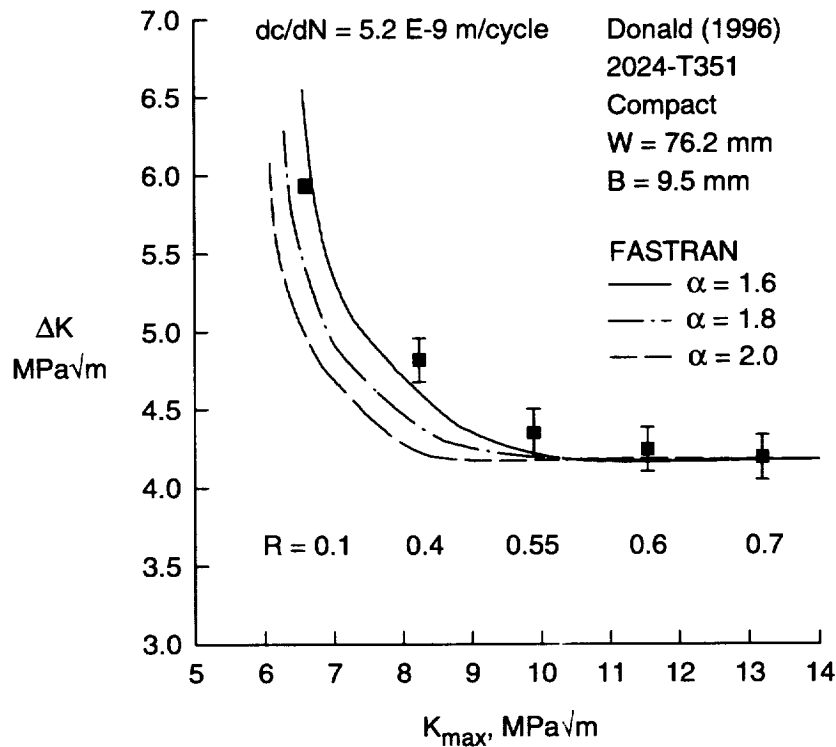 dc/dN = 5.2 E-9 m/cycle
Donald (1996)
2024-T351
Compact
W = 76.2 mm
B = 9.5 mm
FASTRAN
α = 1.6
α = 1.8
α = 2.0
ΔK
MPa√m
7.0
6.5
6.0
5.5
5.0
4.5
4.0
3.5
3.0
R = 0.1 0.4 0.55 0.6 0.7
5 6 7 8 9 10 11 12 13 14
Kmax, MPa√m